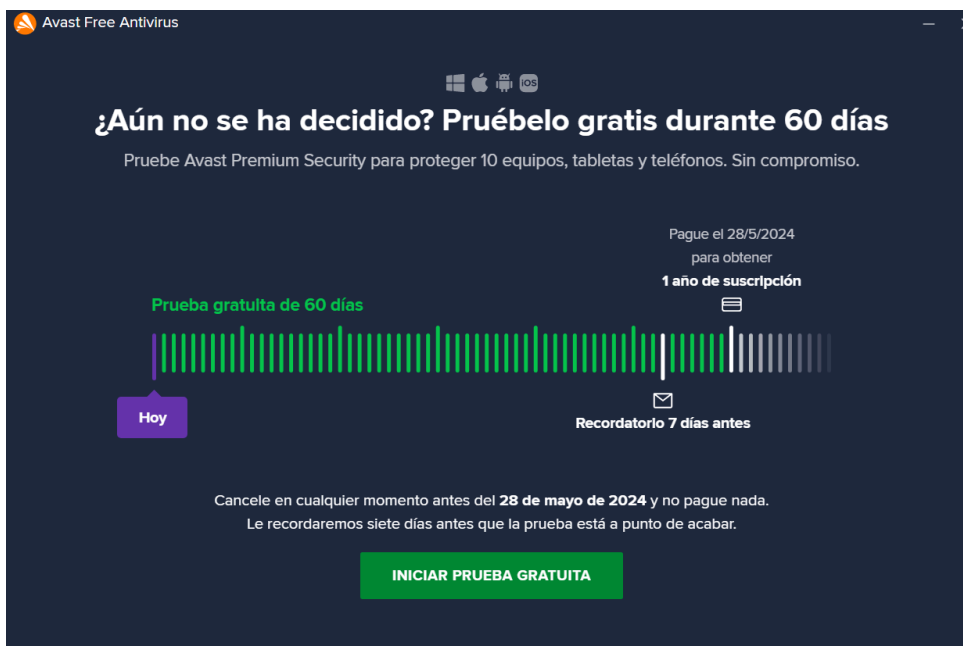 Avast Free Antivirus
iOS
¿Aún no se ha decidido? Pruébelo gratis durante 60 días
Pruebe Avast Premium Security para proteger 10 equipos, tabletas y teléfonos. Sin compromiso.
Pague el 28/5/2024
para obtener
1 año de suscripción
Prueba gratuita de 60 días
Hoy
Recordatorio 7 días antes
Cancele en cualquier momento antes del 28 de mayo de 2024 y no pague nada.
Le recordaremos siete días antes que la prueba está a punto de acabar.
INICIAR PRUEBA GRATUITA